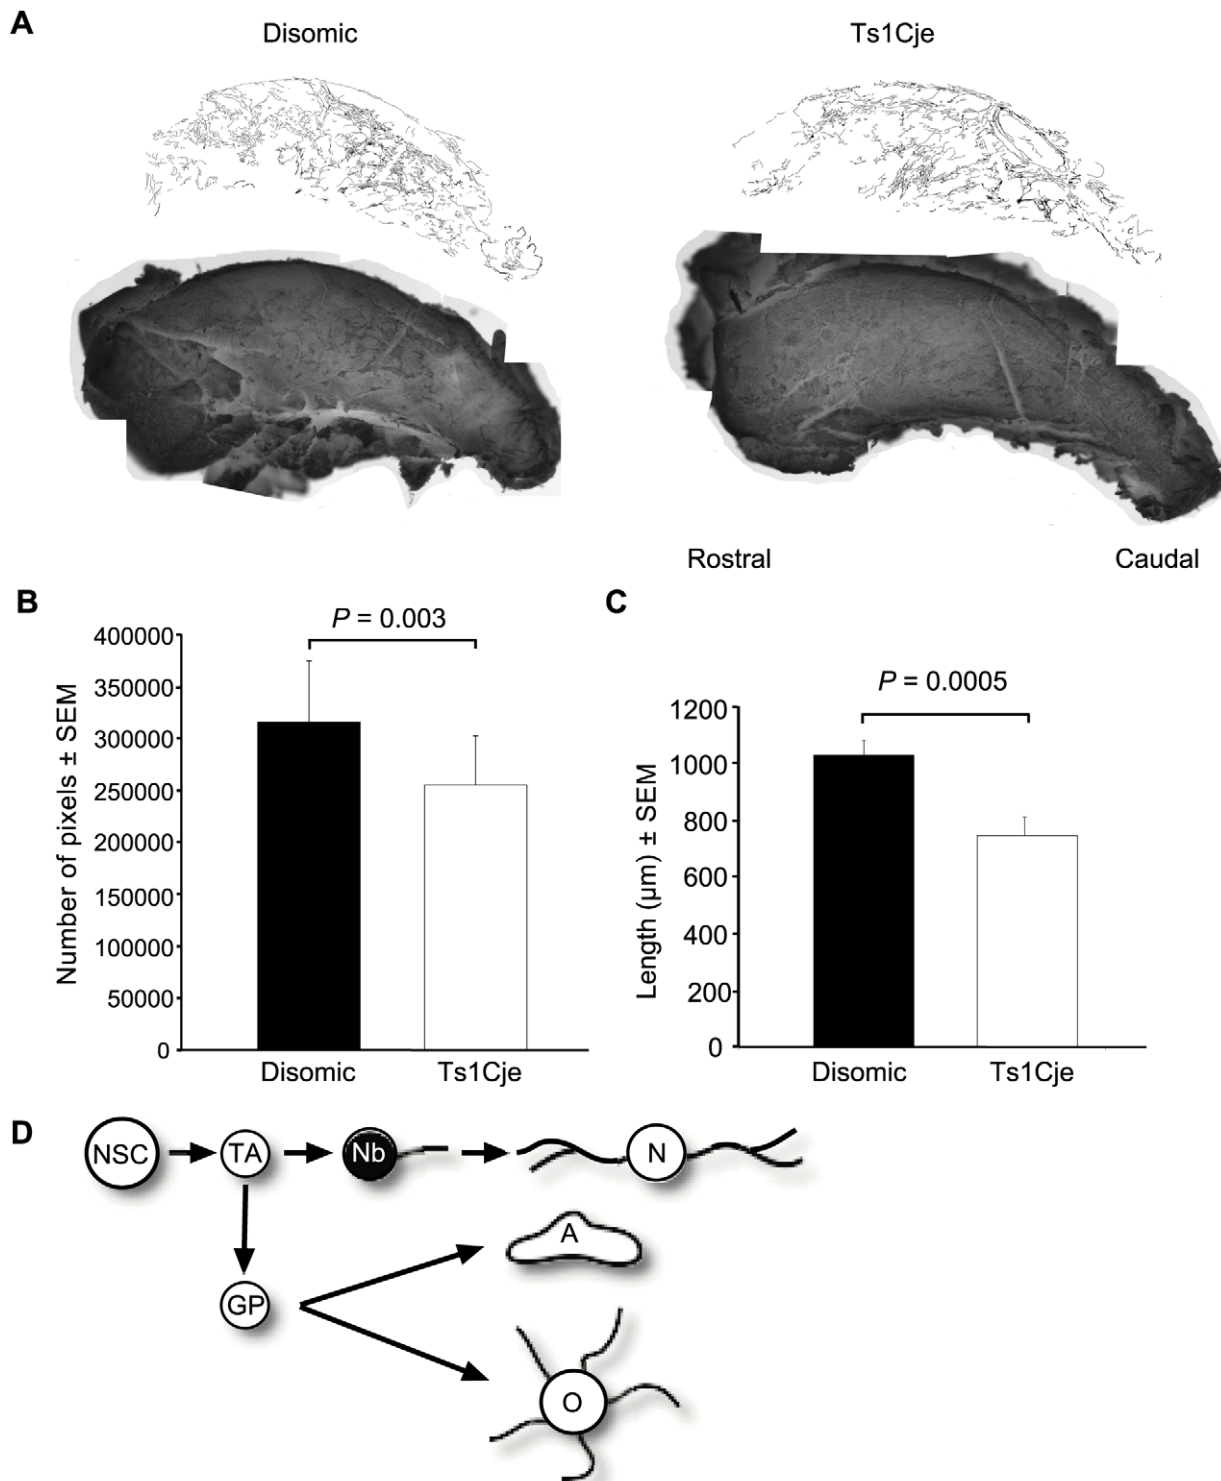 A
Disomic
Ts1Cje
Rostral
Caudal
B
P = 0.003
Number of pixels ± SEM
400000
350000
300000
250000
200000
150000
100000
50000
0
Disomic
Ts1Cje
C
P = 0.0005
Length (µm) ± SEM
1200
1000
800
600
400
200
0
Disomic
Ts1Cje
D
NSC
TA
Nb
N
GP
A
O